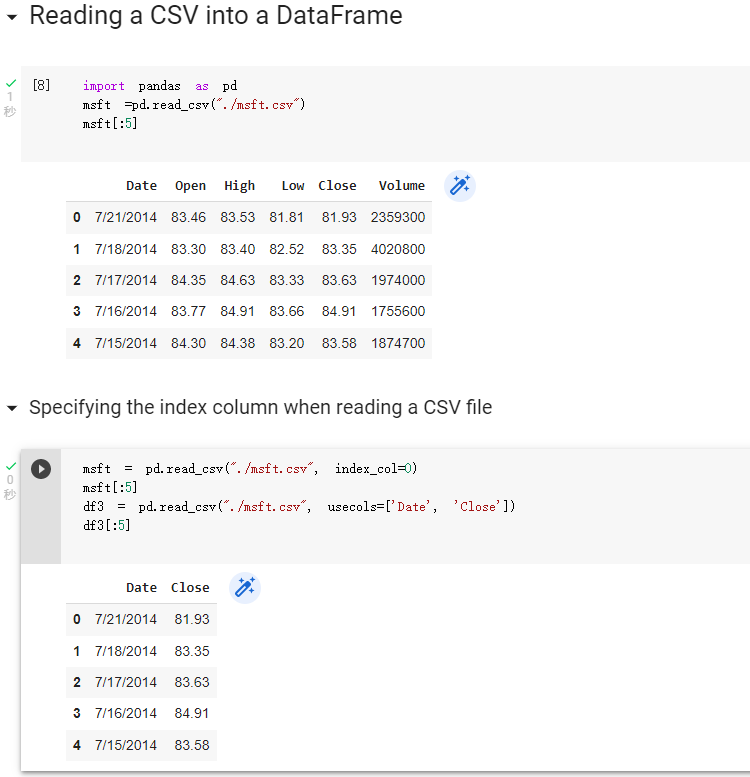 Reading a CSV into a DataFrame
[8] import pandas as pd
1 msft =pd.read_csv("./msft.csv")
秒 msft[:5]
Date Open High Low Close Volume
0 7/21/2014 83.46 83.53 81.81 81.93 2359300
1 7/18/2014 83.30 83.40 82.52 83.35 4020800
2 7/17/2014 84.35 84.63 83.33 83.63 1974000
3 7/16/2014 83.77 84.91 83.66 84.91 1755600
4 7/15/2014 84.30 84.38 83.20 83.58 1874700
Specifying the index column when reading a CSV file
msft = pd.read_csv("./msft.csv", index_col=0)
0 msft[:5]
秒 df3 = pd.read_csv("./msft.csv", usecols=['Date', 'Close'])
df3[:5]
Date Close
0 7/21/2014 81.93
1 7/18/2014 83.35
2 7/17/2014 83.63
3 7/16/2014 84.91
4 7/15/2014 83.58